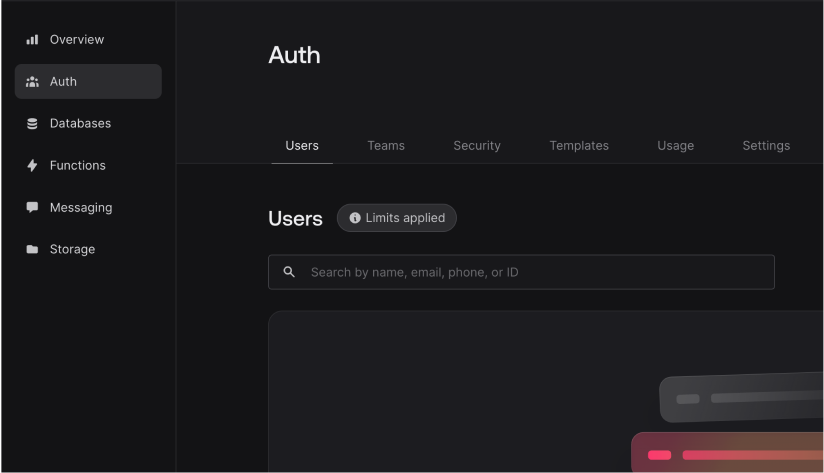 Overview
Auth
Databases
Functions
Messaging
Storage
Auth
Users Teams Security Templates Usage Settings
Users Limits applied
Search by name, email, phone, or ID